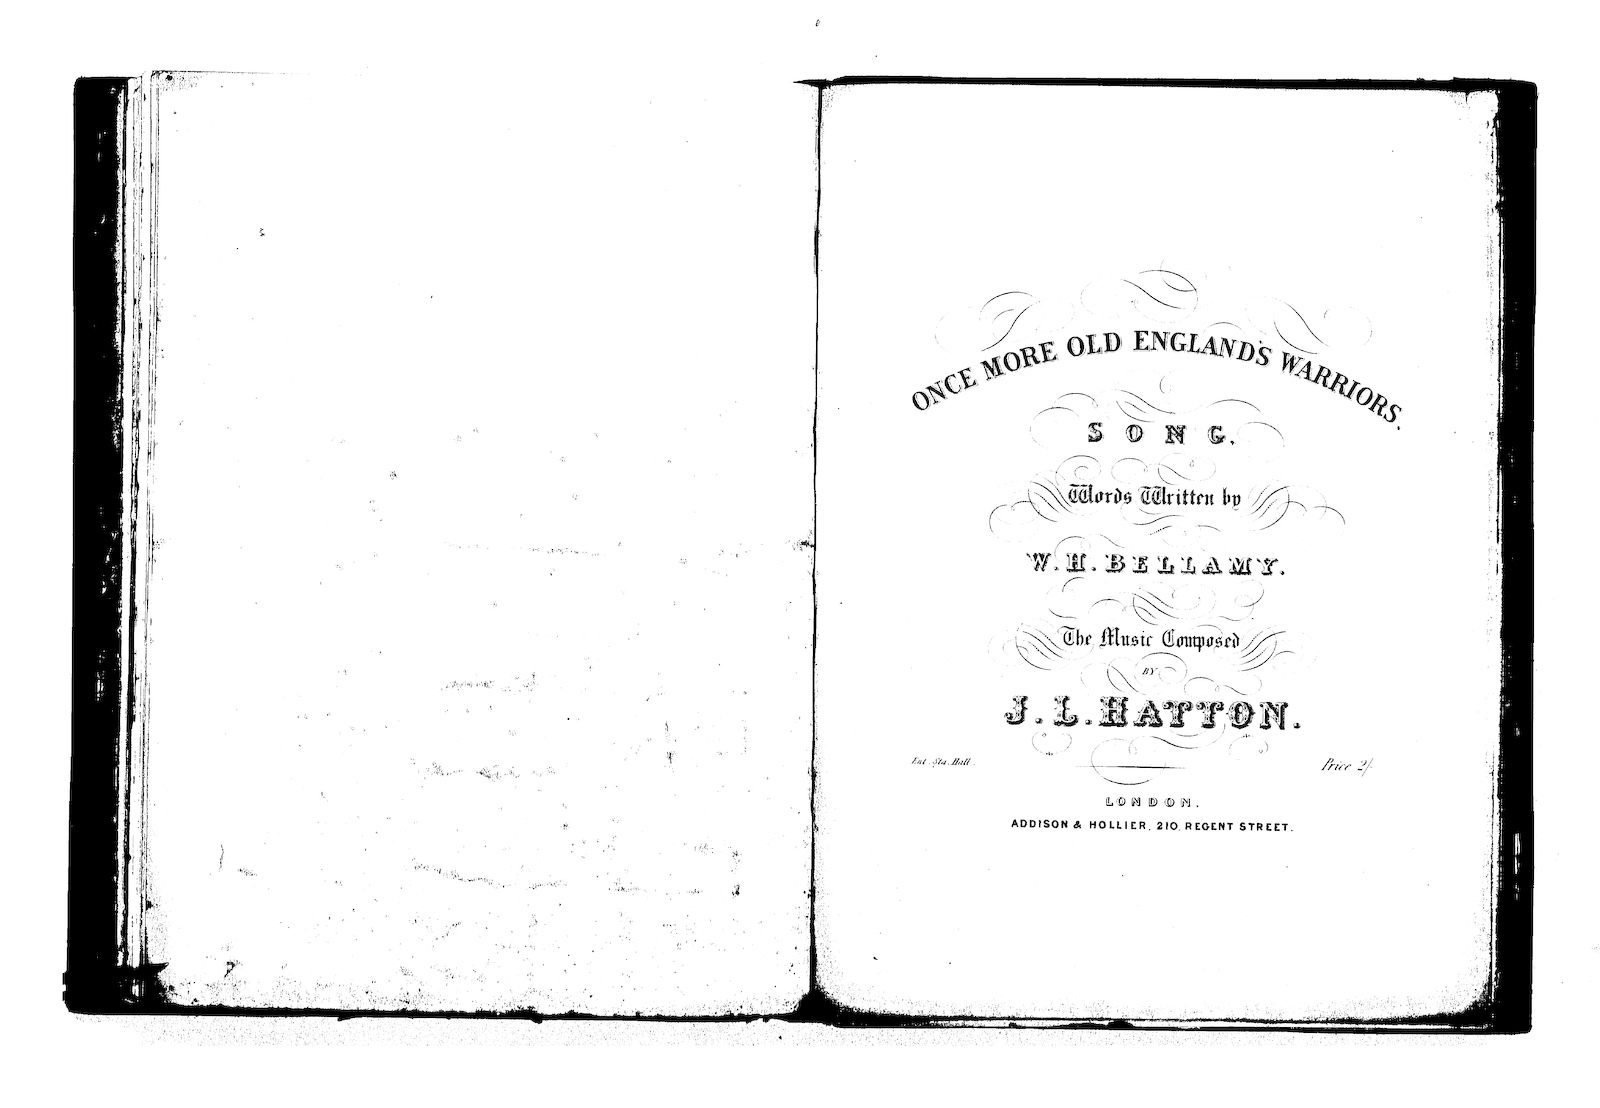 ONCE MORE OLD ENGLAND'S WARRIORS.
SONG.
Words Written by
W. H. BELLAMY.
The Music Composed
BY
J. L. HATTON.
Ent. Sta. Hall.
Price 2/
LONDON.
ADDISON & HOLLIER, 210, REGENT STREET.